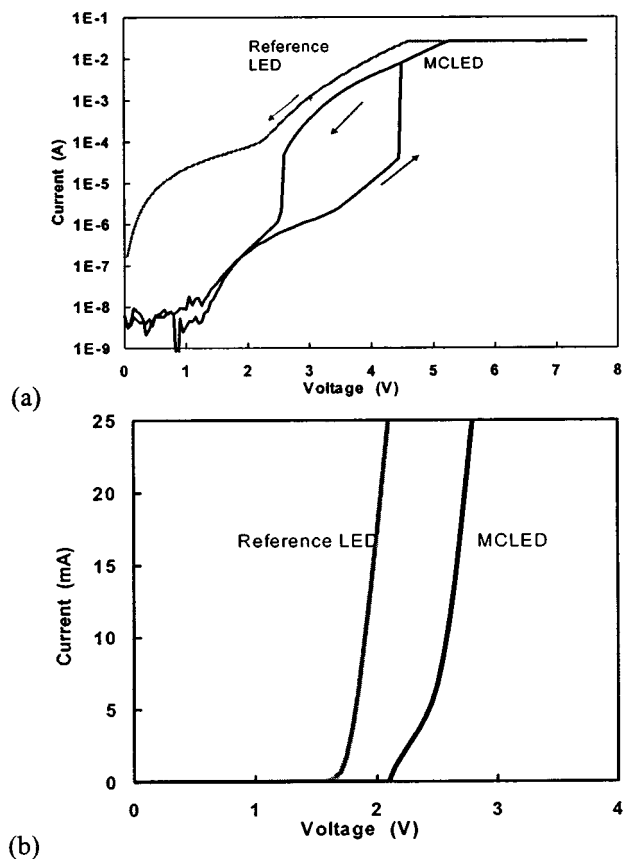 1E-1
1E-2
1E-3
1E-4
1E-5
1E-6
1E-7
1E-8
1E-9
Current (A)
Reference
LED
MCLED
0 1 2 3 4 5 6 7 8
Voltage (V)
(a)
25
20
15
10
5
0
Current (mA)
Reference LED
MCLED
0 1 2 3 4
Voltage (V)
(b)